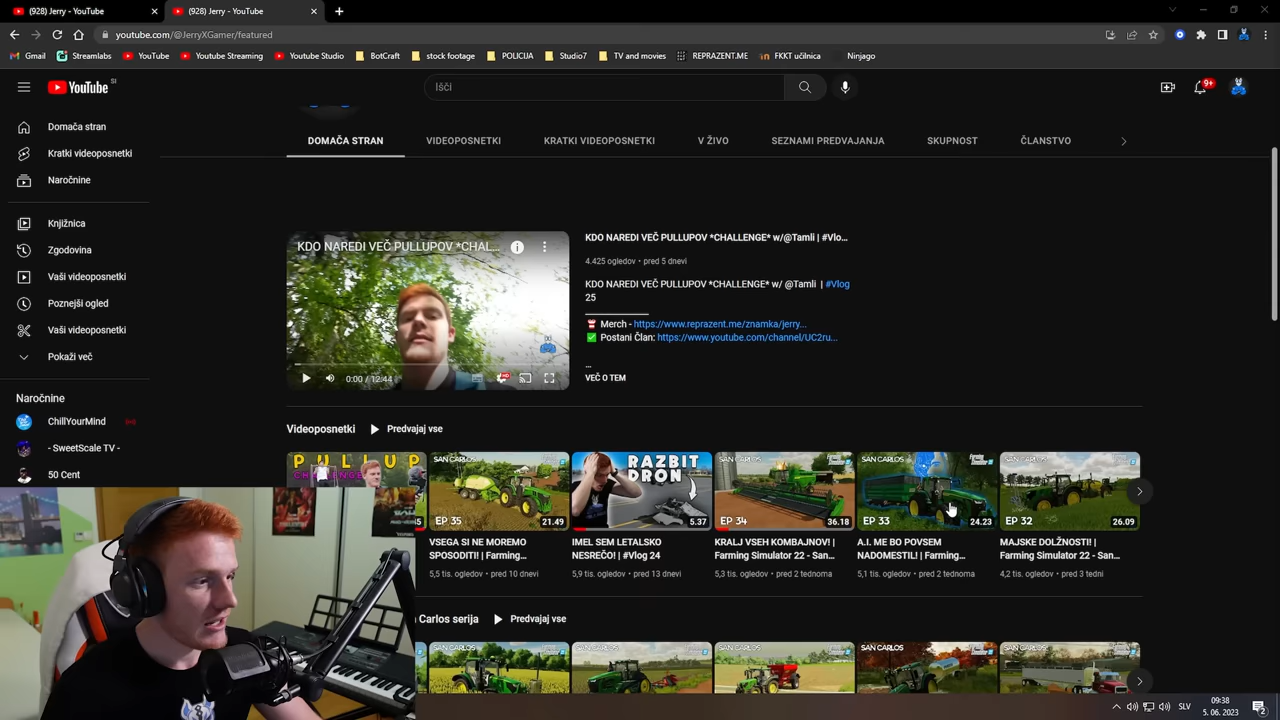 (928) Jerry - YouTube
(928) Jerry - YouTube
youtube.com/@JerryXGamer/featured
Gmail
Streamlabs
YouTube
Youtube Streaming
Youtube Studio
BotCraft
stock footage
POLICIJA
Studio7
TV and movies
REPRAZENT.ME
FKKT učilnica
Ninjago
YouTube SI
Išči
9+
Domača stran
Kratki videoposnetki
Naročnine
Knjižnica
Zgodovina
Vaši videoposnetki
Poznejši ogled
Vaši videoposnetki
Pokaži več
Naročnine
ChillYourMind
- SweetScale TV -
50 Cent
DOMAČA STRAN
VIDEOPOSNETKI
KRATKI VIDEOPOSNETKI
V ŽIVO
SEZNAMI PREDVAJANJA
SKUPNOST
ČLANSTVO
KDO NAREDI VEČ PULLUPOV *CHAL...
0:00 / 12:44
HD
KDO NAREDI VEČ PULLUPOV *CHALLENGE* w/@Tamli | #Vlo...
4.425 ogledov • pred 5 dnevi
KDO NAREDI VEČ PULLUPOV *CHALLENGE* w/ @Tamli | #Vlog
25
Merch - https://www.reprazent.me/znamka/jerry...
Postani Član: https://www.youtube.com/channel/UC2ru...
...
VEČ O TEM
Videoposnetki
Predvajaj vse
PULLUP
CHALLENGE
45
SAN CARLOS
EP 35
21.49
VSEGA SI NE MOREMO
SPOSODITI! | Farming...
5,5 tis. ogledov • pred 10 dnevi
RAZBIT
DRON
5.37
IMEL SEM LETALSKO
NESREČO! | #Vlog 24
5,9 tis. ogledov • pred 13 dnevi
SAN CARLOS
EP 34
36.18
KRALJ VSEH KOMBAJNOV! |
Farming Simulator 22 - San...
5,3 tis. ogledov • pred 2 tednoma
SAN CARLOS
EP 33
24.23
A.I. ME BO POVSEM
NADOMESTIL! | Farming...
5,1 tis. ogledov • pred 2 tednoma
SAN CARLOS
EP 32
26.09
MAJSKE DOLŽNOSTI! |
Farming Simulator 22 - San...
4,2 tis. ogledov • pred 3 tedni
Carlos serija
Predvajaj vse
SAN CARLOS
SAN CARLOS
SAN CARLOS
SAN CARLOS
SAN CARLOS
SLV
09:38
5. 06. 2023
2